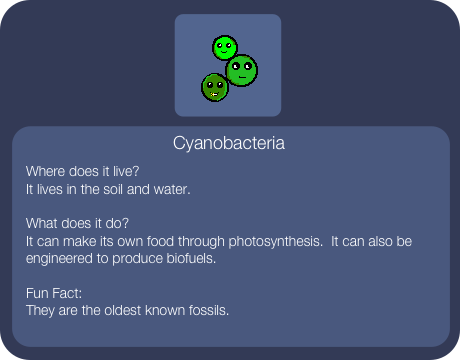 Cyanobacteria
Where does it live?
It lives in the soil and water.
What does it do?
It can make its own food through photosynthesis.  It can also be
engineered to produce biofuels.
Fun Fact:
They are the oldest known fossils.